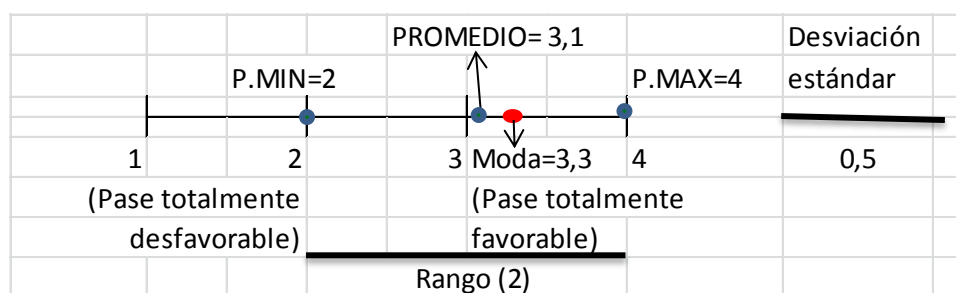 PROMEDIO= 3,1
Desviación
estándar
P.MIN=2
P.MAX=4
1
2
3
Moda=3,3
4
0,5
(Pase totalmente
desfavorable)
(Pase totalmente
favorable)
Rango (2)